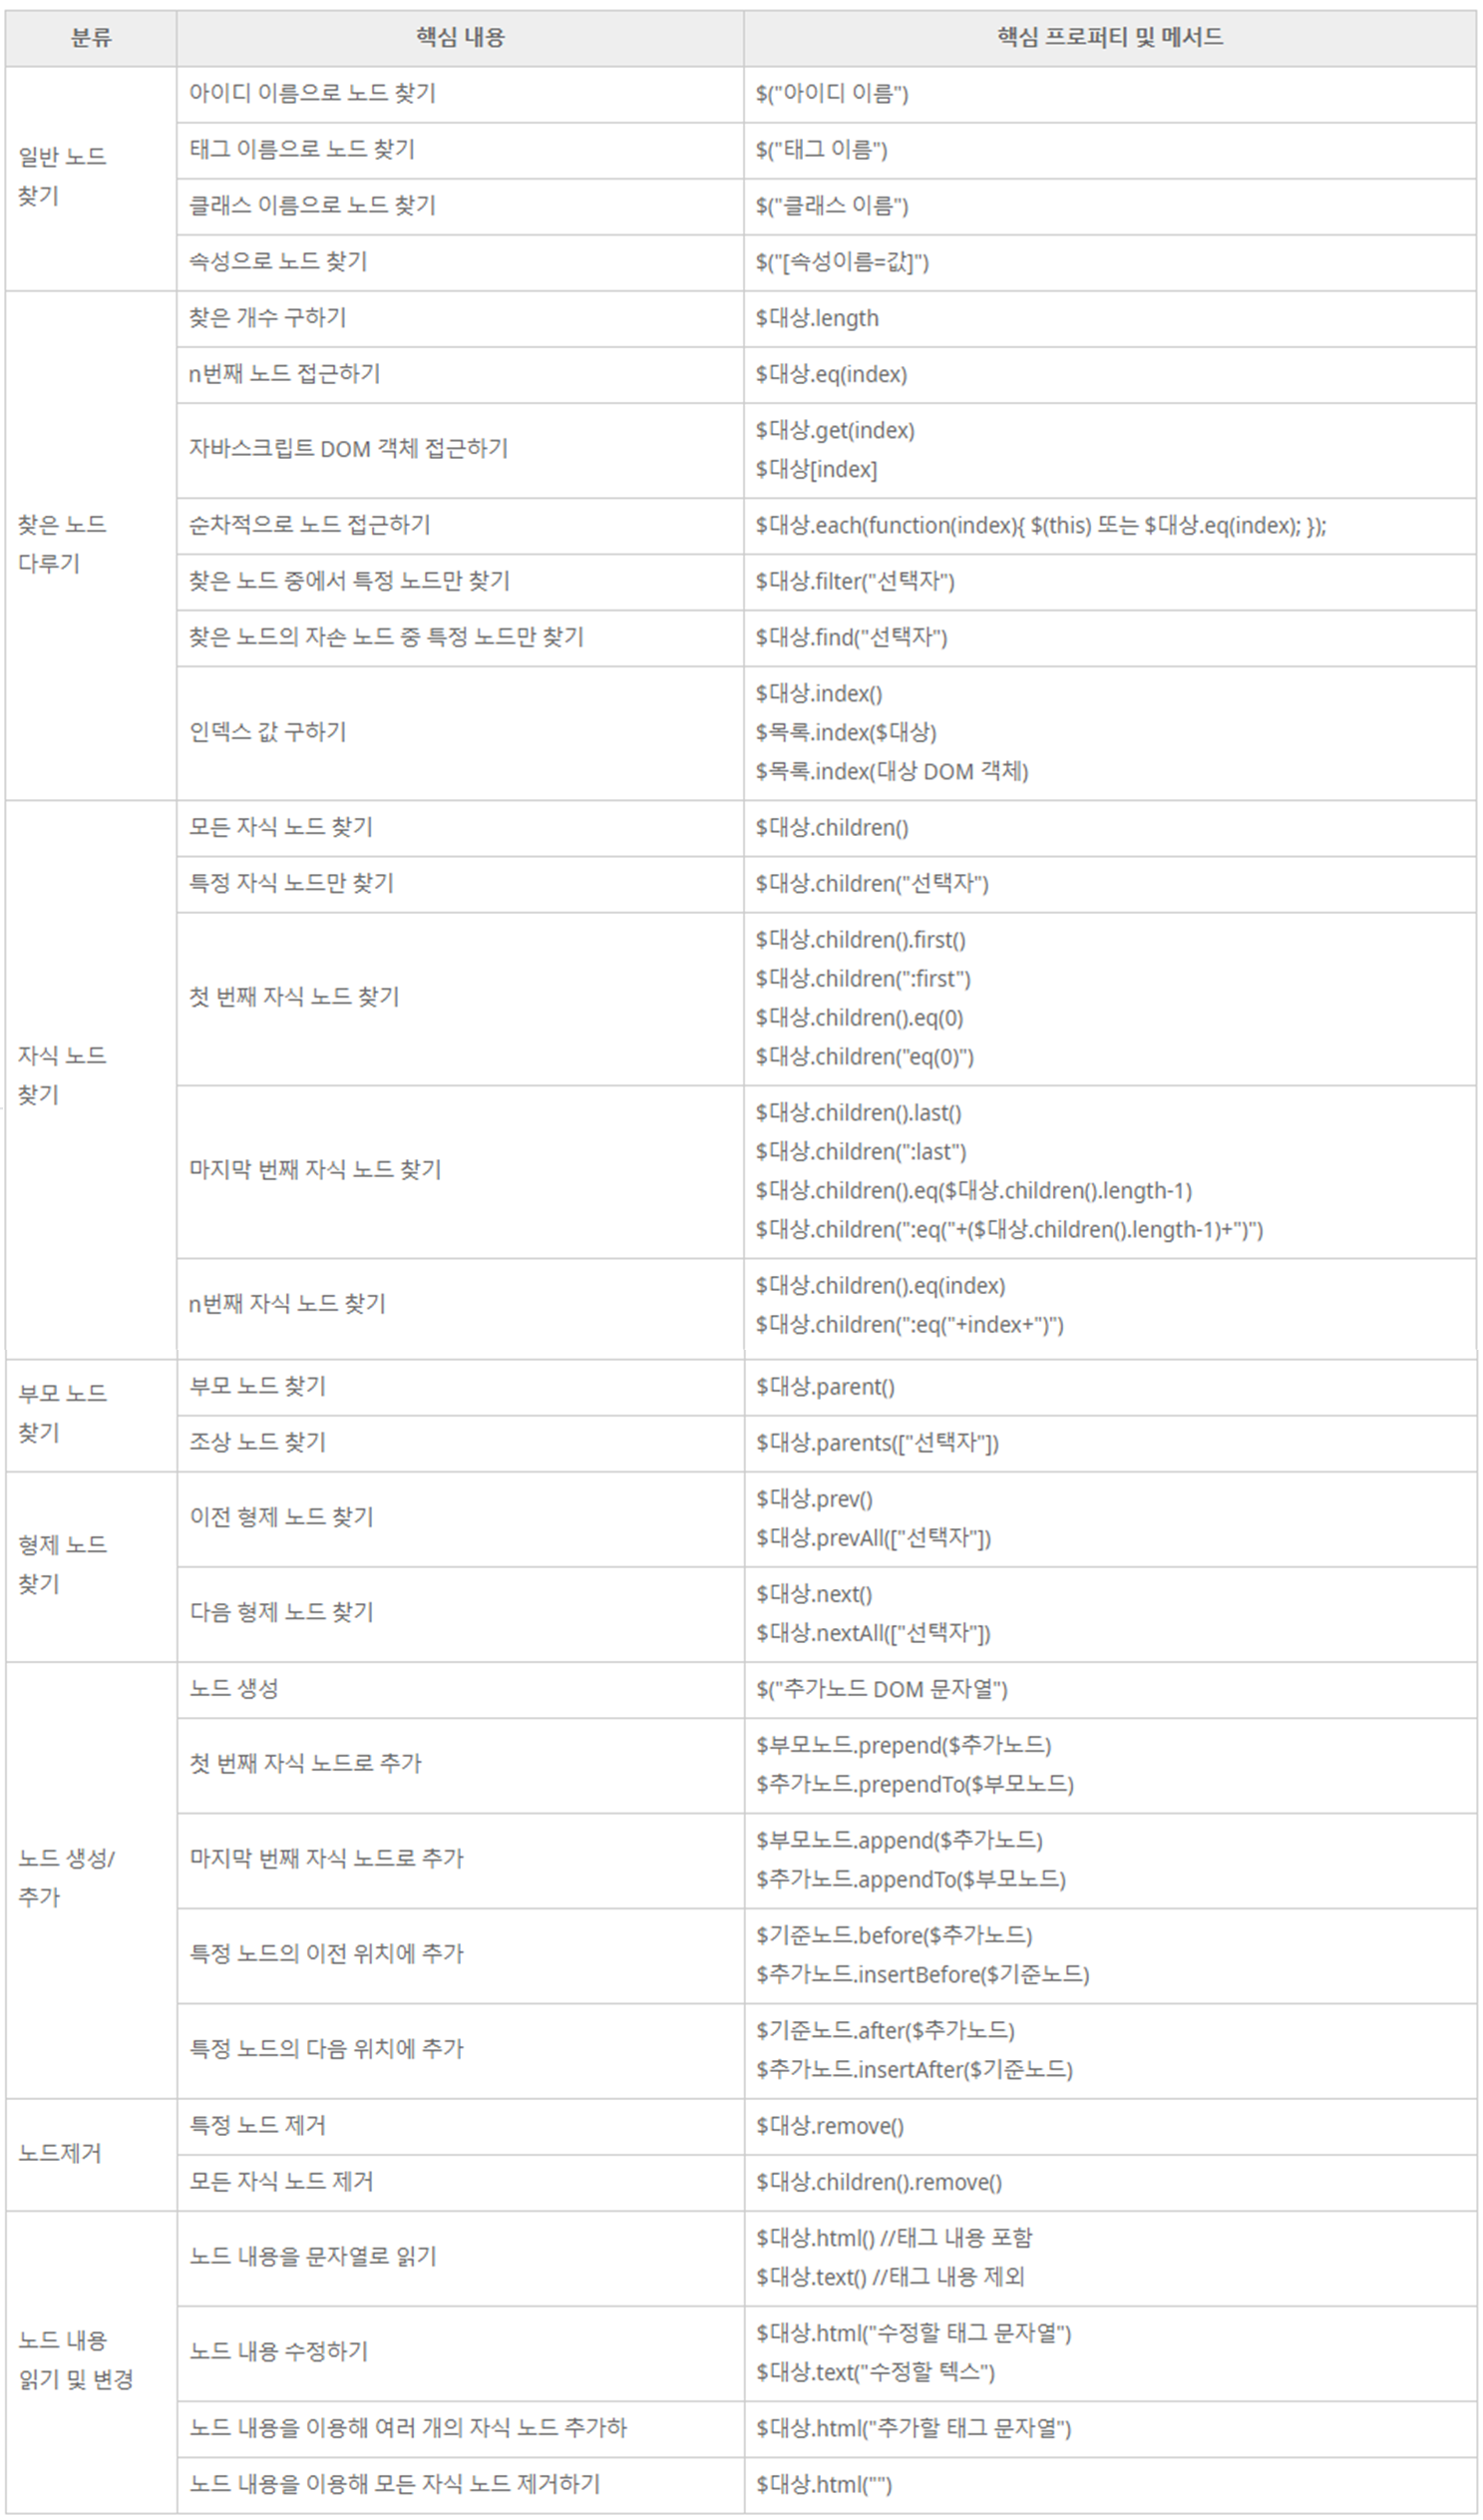 분류 핵심 내용 핵심 프로퍼티 및 메서드
일반 노드
찾기
아이디 이름으로 노드 찾기 $("아이디 이름")
태그 이름으로 노드 찾기 $("태그 이름")
클래스 이름으로 노드 찾기 $("클래스 이름")
속성으로 노드 찾기 $("[속성이름=값]")
찾은 노드
다루기
찾은 개수 구하기 $대상.length
n번째 노드 접근하기 $대상.eq(index)
자바스크립트 DOM 객체 접근하기 $대상.get(index)
$대상[index]
순차적으로 노드 접근하기 $대상.each(function(index){ $(this) 또는 $대상.eq(index); });
찾은 노드 중에서 특정 노드만 찾기 $대상.filter("선택자")
찾은 노드의 자손 노드 중 특정 노드만 찾기 $대상.find("선택자")
인덱스 값 구하기 $대상.index()
$목록.index($대상)
$목록.index(대상 DOM 객체)
자식 노드
찾기
모든 자식 노드 찾기 $대상.children()
특정 자식 노드만 찾기 $대상.children("선택자")
첫 번째 자식 노드 찾기 $대상.children().first()
$대상.children(":first")
$대상.children().eq(0)
$대상.children("eq(0)")
마지막 번째 자식 노드 찾기 $대상.children().last()
$대상.children(":last")
$대상.children().eq($대상.children().length-1)
$대상.children(":eq("+($대상.children().length-1)+")")
n번째 자식 노드 찾기 $대상.children().eq(index)
$대상.children(":eq("+index+")")
부모 노드
찾기
부모 노드 찾기 $대상.parent()
조상 노드 찾기 $대상.parents(["선택자"])
형제 노드
찾기
이전 형제 노드 찾기 $대상.prev()
$대상.prevAll(["선택자"])
다음 형제 노드 찾기 $대상.next()
$대상.nextAll(["선택자"])
노드 생성/
추가
노드 생성 $("추가노드 DOM 문자열")
첫 번째 자식 노드로 추가 $부모노드.prepend($추가노드)
$추가노드.prependTo($부모노드)
마지막 번째 자식 노드로 추가 $부모노드.append($추가노드)
$추가노드.appendTo($부모노드)
특정 노드의 이전 위치에 추가 $기준노드.before($추가노드)
$추가노드.insertBefore($기준노드)
특정 노드의 다음 위치에 추가 $기준노드.after($추가노드)
$추가노드.insertAfter($기준노드)
노드제거
특정 노드 제거 $대상.remove()
모든 자식 노드 제거 $대상.children().remove()
노드 내용
읽기 및 변경
노드 내용을 문자열로 읽기 $대상.html() //태그 내용 포함
$대상.text() //태그 내용 제외
노드 내용 수정하기 $대상.html("수정할 태그 문자열")
$대상.text("수정할 텍스")
노드 내용을 이용해 여러 개의 자식 노드 추가하 $대상.html("추가할 태그 문자열")
노드 내용을 이용해 모든 자식 노드 제거하기 $대상.html("")